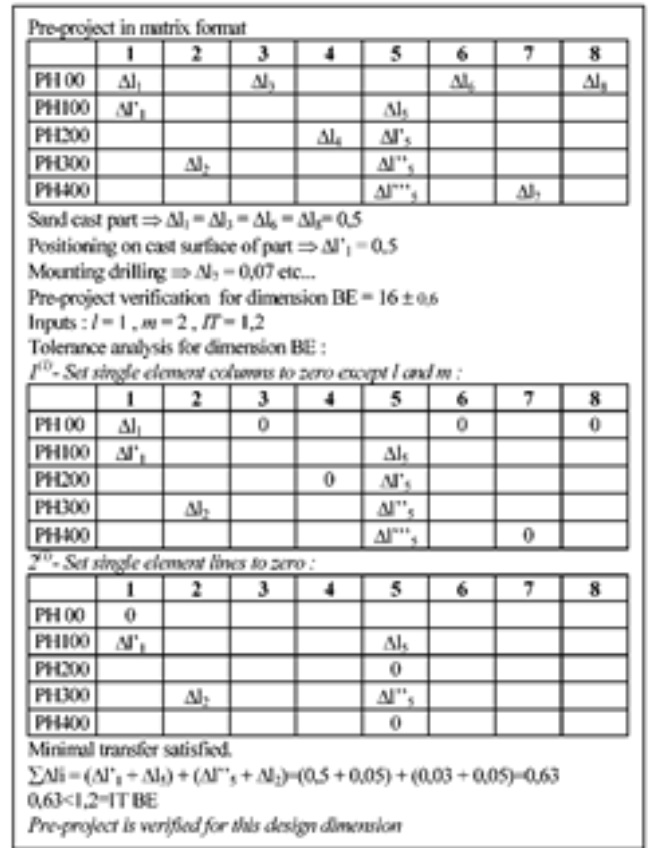 Pre-project in matrix format
1 2 3 4 5 6 7 8
PH 00 Δl₁ Δl₃ Δl₆ Δl₈
PH100 Δl'₁ Δl₅
PH200 Δl₄ Δl'₅
PH300 Δl₂ Δl''₅
PH400 Δl'''₅ Δl₇
Sand cast part ⇒ Δl₁ = Δl₃ = Δl₆ = Δl₈= 0,5
Positioning on cast surface of part ⇒ Δl'₁ = 0,5
Mounting drilling ⇒ = 0,07 etc...
Pre-project verification for dimension BE = 16 ± 0,6
Inputs : l = 1 , m = 2 , IT = 1,2
Tolerance analysis for dimension BE :
- Set single element columns to zero except l and m :
1 2 3 4 5 6 7 8
PH 00 Δl₁ 0 0 0
PH100 Δl'₁ Δl₅
PH200 0 Δl'₅
PH300 Δl₂ Δl''₅
PH400 Δl'''₅ 0
- Set single element lines to zero :
1 2 3 4 5 6 7 8
PH 00 0
PH100 Δl'₁ Δl₅
PH200 0
PH300 Δl₂ Δl''₅
PH400 0
Minimal transfer satisfied.
∑Δli = (Δl'₁ + Δl₅) + (Δl''₅ + Δl₂)=(0,5 + 0,05) + (0,03 + 0,05)=0,63
0,63<1,2=IT BE
Pre-project is verified for this design dimension